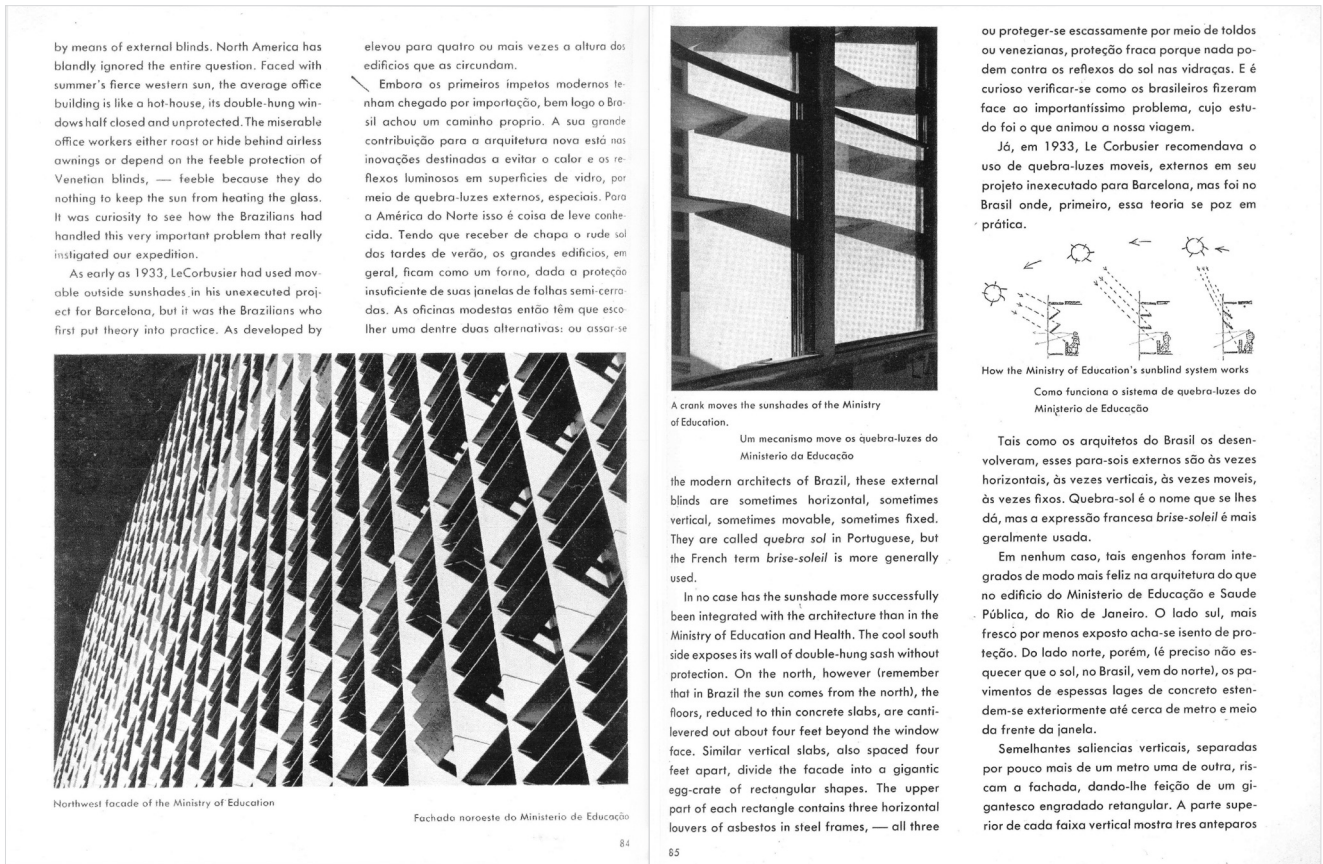 by means of external blinds. North America has
blandly ignored the entire question. Faced with
summer's fierce western sun, the average office
building is like a hot-house, its double-hung win-
dows half closed and unprotected. The miserable
office workers either roast or hide behind airless
awnings or depend on the feeble protection of
Venetian blinds, — feeble because they do
nothing to keep the sun from heating the glass.
It was curiosity to see how the Brazilians had
handled this very important problem that really
instigated our expedition.
As early as 1933, LeCorbusier had used mov-
able outside sunshades in his unexecuted proj-
ect for Barcelona, but it was the Brazilians who
first put theory into practice. As developed by
elevou para quatro ou mais vezes a altura dos
edificios que as circundam.
Embora os primeiros impetos modernos te-
nham chegado por importação, bem logo o Bra-
sil achou um caminho proprio. A sua grande
contribuição para a arquitetura nova está nas
inovações destinadas a evitar o calor e os re-
flexos luminosos em superficies de vidro, por
meio de quebra-luzes externos, especiais. Para
a América do Norte isso é coisa de leve conhe-
cida. Tendo que receber de chapa o rude sol
das tardes de verão, os grandes edificios, em
geral, ficam como um forno, dada a proteção
insuficiente de suas janelas de folhas semi-cerra-
das. As oficinas modestas então têm que esco-
lher uma dentre duas alternativas: ou assar-se
Northwest facade of the Ministry of Education
Fachada noroeste do Ministerio de Educação
84
A crank moves the sunshades of the Ministry
of Education.
Um mecanismo move os quebra-luzes do
Ministerio da Educação
the modern architects of Brazil, these external
blinds are sometimes horizontal, sometimes
vertical, sometimes movable, sometimes fixed.
They are called quebra sol in Portuguese, but
the French term brise-soleil is more generally
used.
In no case has the sunshade more successfully
been integrated with the architecture than in the
Ministry of Education and Health. The cool south
side exposes its wall of double-hung sash without
protection. On the north, however (remember
that in Brazil the sun comes from the north), the
floors, reduced to thin concrete slabs, are canti-
levered out about four feet beyond the window
face. Similar vertical slabs, also spaced four
feet apart, divide the facade into a gigantic
egg-crate of rectangular shapes. The upper
part of each rectangle contains three horizontal
louvers of asbestos in steel frames, — all three
85
ou proteger-se escassamente por meio de toldos
ou venezianas, proteção fraca porque nada po-
dem contra os reflexos do sol nas vidraças. E é
curioso verificar-se como os brasileiros fizeram
face ao importantíssimo problema, cujo estu-
do foi o que animou a nossa viagem.
Já, em 1933, Le Corbusier recomendava o
uso de quebra-luzes moveis, externos em seu
projeto inexecutado para Barcelona, mas foi no
Brasil onde, primeiro, essa teoria se poz em
prática.
How the Ministry of Education's sunblind system works
Como funciona o sistema de quebra-luzes do
Ministerio de Educação
Tais como os arquitetos do Brasil os desen-
volveram, esses para-sois externos são às vezes
horizontais, às vezes verticais, às vezes moveis,
às vezes fixos. Quebra-sol é o nome que se lhes
dá, mas a expressão francesa brise-soleil é mais
geralmente usada.
Em nenhum caso, tais engenhos foram inte-
grados de modo mais feliz na arquitetura do que
no edificio do Ministerio de Educação e Saude
Pública, do Rio de Janeiro. O lado sul, mais
fresco por menos exposto acha-se isento de pro-
teção. Do lado norte, porém, (é preciso não es-
quecer que o sol, no Brasil, vem do norte), os pa-
vimentos de espessas lages de concreto esten-
dem-se exteriormente até cerca de metro e meio
da frente da janela.
Semelhantes saliencias verticais, separadas
por pouco mais de um metro uma de outra, ris-
cam a fachada, dando-lhe feição de um gi-
gantesco engradado retangular. A parte supe-
rior de cada faixa vertical mostra tres anteparos